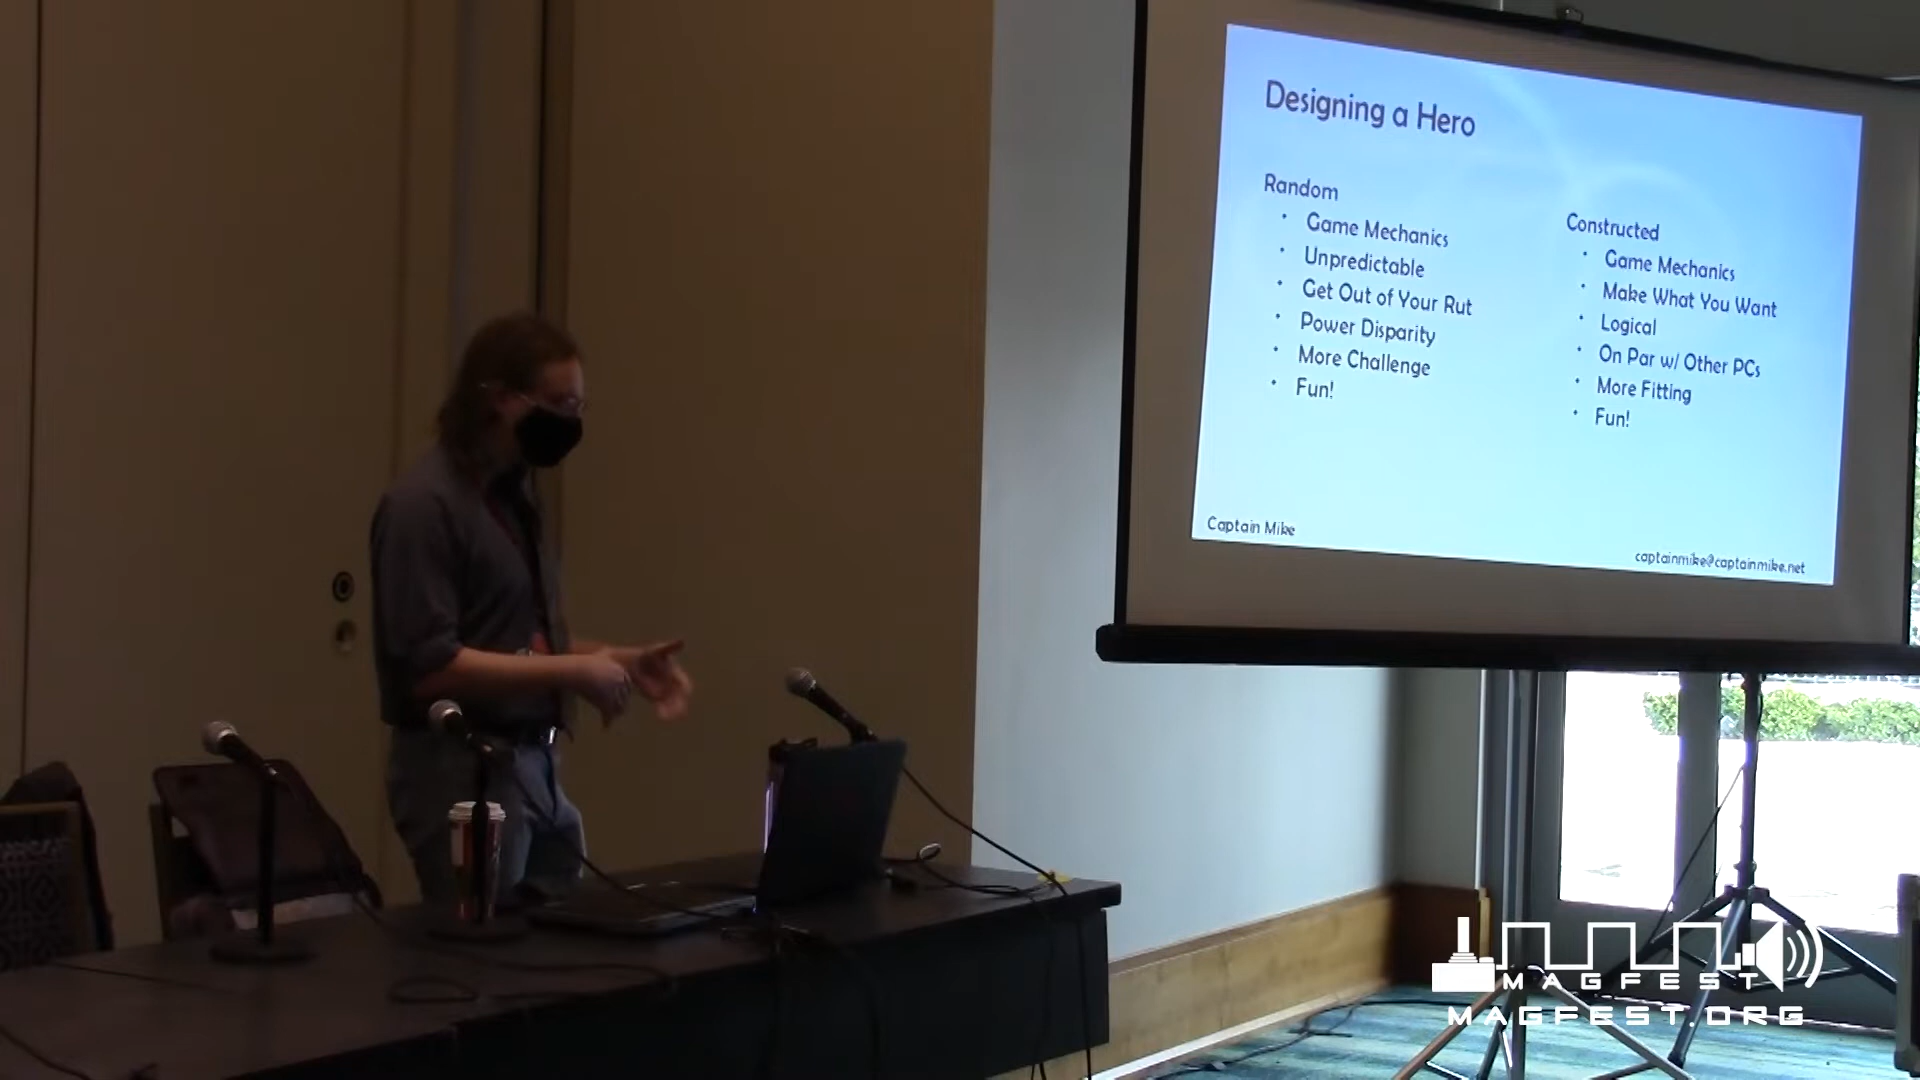 Designing a Hero
Random
• Game Mechanics
• Unpredictable
• Get Out of Your Rut
• Power Disparity
• More Challenge
• Fun!
Constructed
• Game Mechanics
• Make What You Want
• Logical
• On Par w/ Other PCs
• More Fitting
• Fun!
Captain Mike
captainmike@captainmike.net
MAGFEST
MAGFEST.ORG